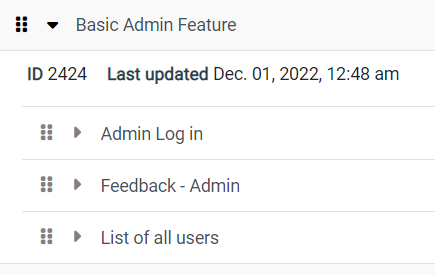 Basic Admin Feature
ID 2424 Last updated Dec. 01, 2022, 12:48 am
Admin Log in
Feedback - Admin
List of all users